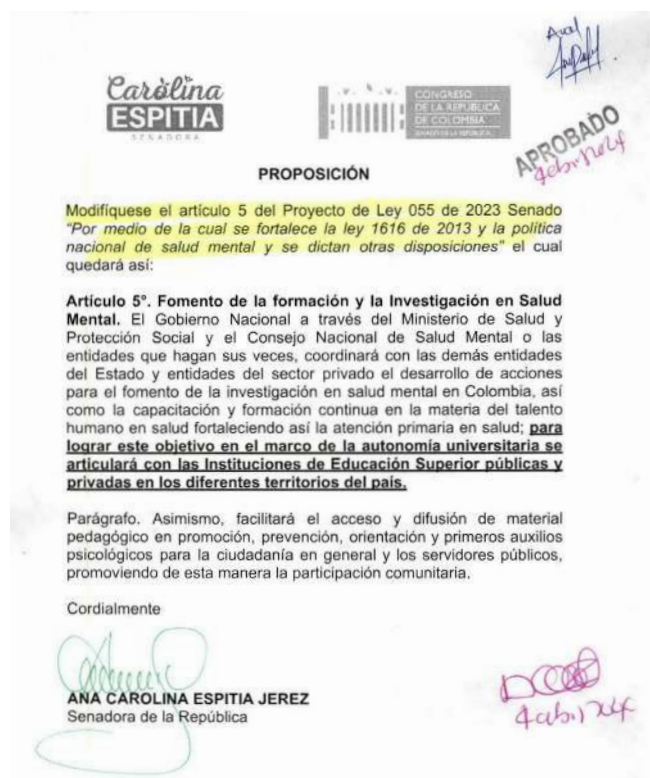 Aval
Carolina
ESPITIA
SENADORA
CONGRESO
DE LA REPÚBLICA
DE COLOMBIA
SENADO DE LA REPÚBLICA
APROBADO
4abr/2024
PROPOSICIÓN
Modifíquese el artículo 5 del Proyecto de Ley 055 de 2023 Senado
"Por medio de la cual se fortalece la ley 1616 de 2013 y la política
nacional de salud mental y se dictan otras disposiciones" el cual
quedará así:
Artículo 5°. Fomento de la formación y la Investigación en Salud
Mental. El Gobierno Nacional a través del Ministerio de Salud y
Protección Social y el Consejo Nacional de Salud Mental o las
entidades que hagan sus veces, coordinará con las demás entidades
del Estado y entidades del sector privado el desarrollo de acciones
para el fomento de la investigación en salud mental en Colombia, así
como la capacitación y formación continua en la materia del talento
humano en salud fortaleciendo así la atención primaria en salud; para
lograr este objetivo en el marco de la autonomía universitaria se
articulará con las Instituciones de Educación Superior públicas y
privadas en los diferentes territorios del país.
Parágrafo. Asimismo, facilitará el acceso y difusión de material
pedagógico en promoción, prevención, orientación y primeros auxilios
psicológicos para la ciudadanía en general y los servidores públicos,
promoviendo de esta manera la participación comunitaria.
Cordialmente
ANA CAROLINA ESPITIA JEREZ
Senadora de la República
4abr/2024